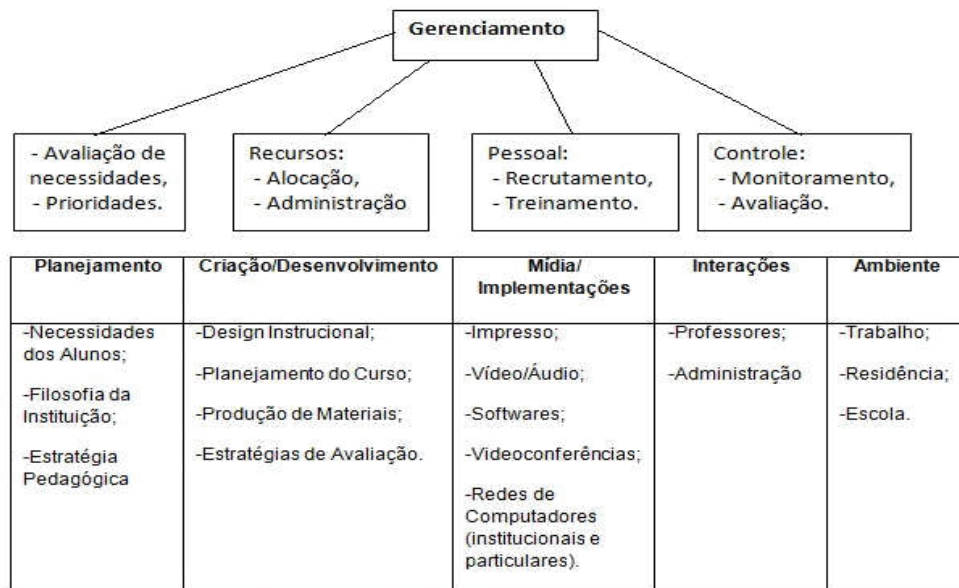 Gerenciamento
- Avaliação de
necessidades,
- Prioridades.
Recursos:
- Alocação,
- Administração
Pessoal:
- Recrutamento,
- Treinamento.
Controle:
- Monitoramento,
- Avaliação.
Planejamento
Criação/Desenvolvimento
Mídia/
Implementações
Interações
Ambiente
-Necessidades
dos Alunos;
-Filosofia da
Instituição;
-Estratégia
Pedagógica
-Design Instrucional;
-Planejamento do Curso;
-Produção de Materiais;
-Estratégias de Avaliação.
-Impresso;
-Vídeo/Áudio;
-Softwares;
-Videoconferências;
-Redes de
Computadores
(institucionais e
particulares).
-Professores;
-Administração
-Trabalho;
-Residência;
-Escola.